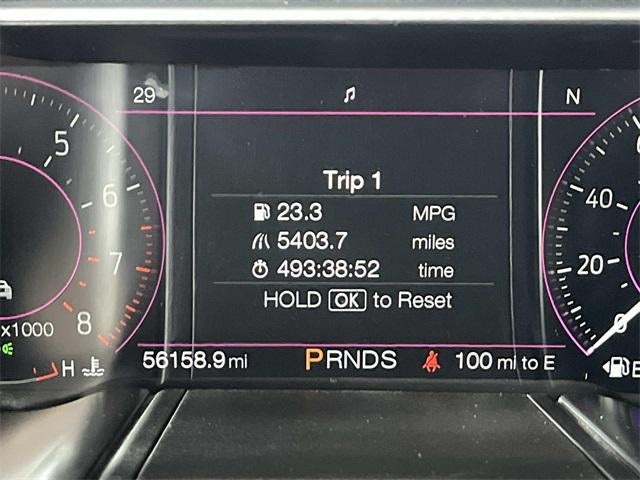 29 N
Trip 1
23.3 MPG
5403.7 miles
493:38:52 time
HOLD OK to Reset
56158.9 mi PRNDS 100 mi to E
5
6
7
8
x1000
H
40
20
0
E